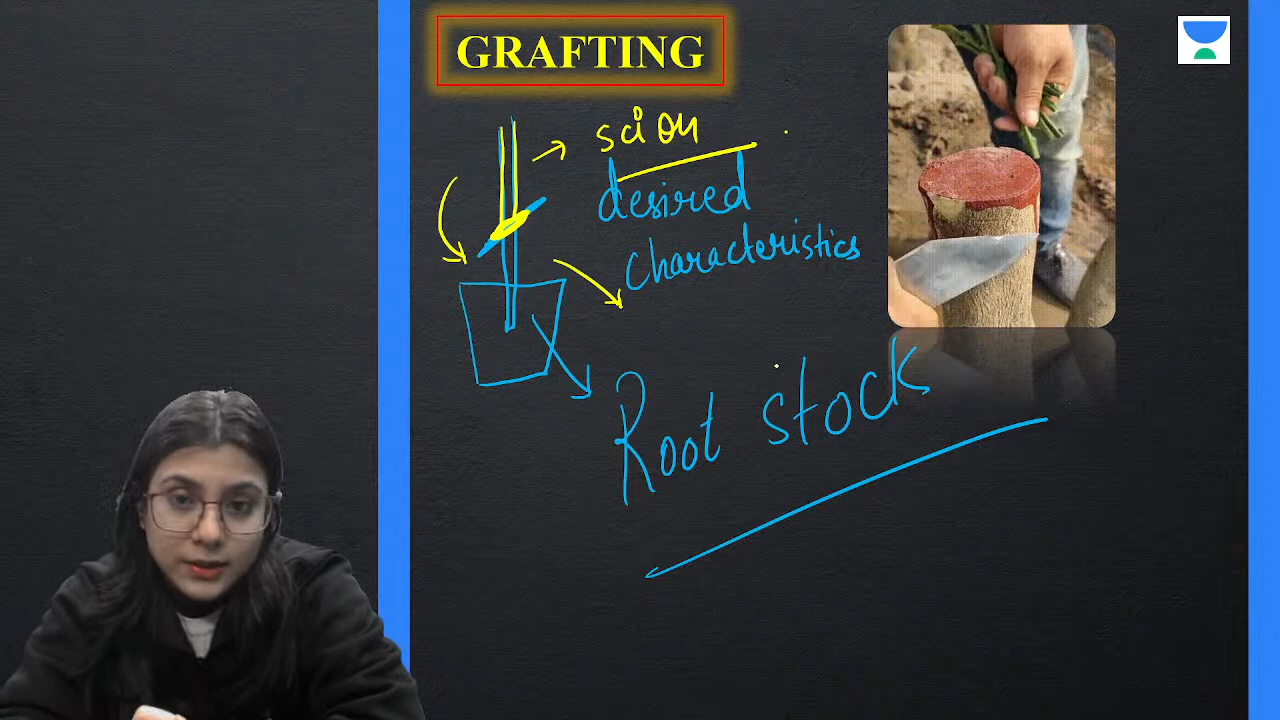 GRAFTING
scion
desired
characteristics
Root stock